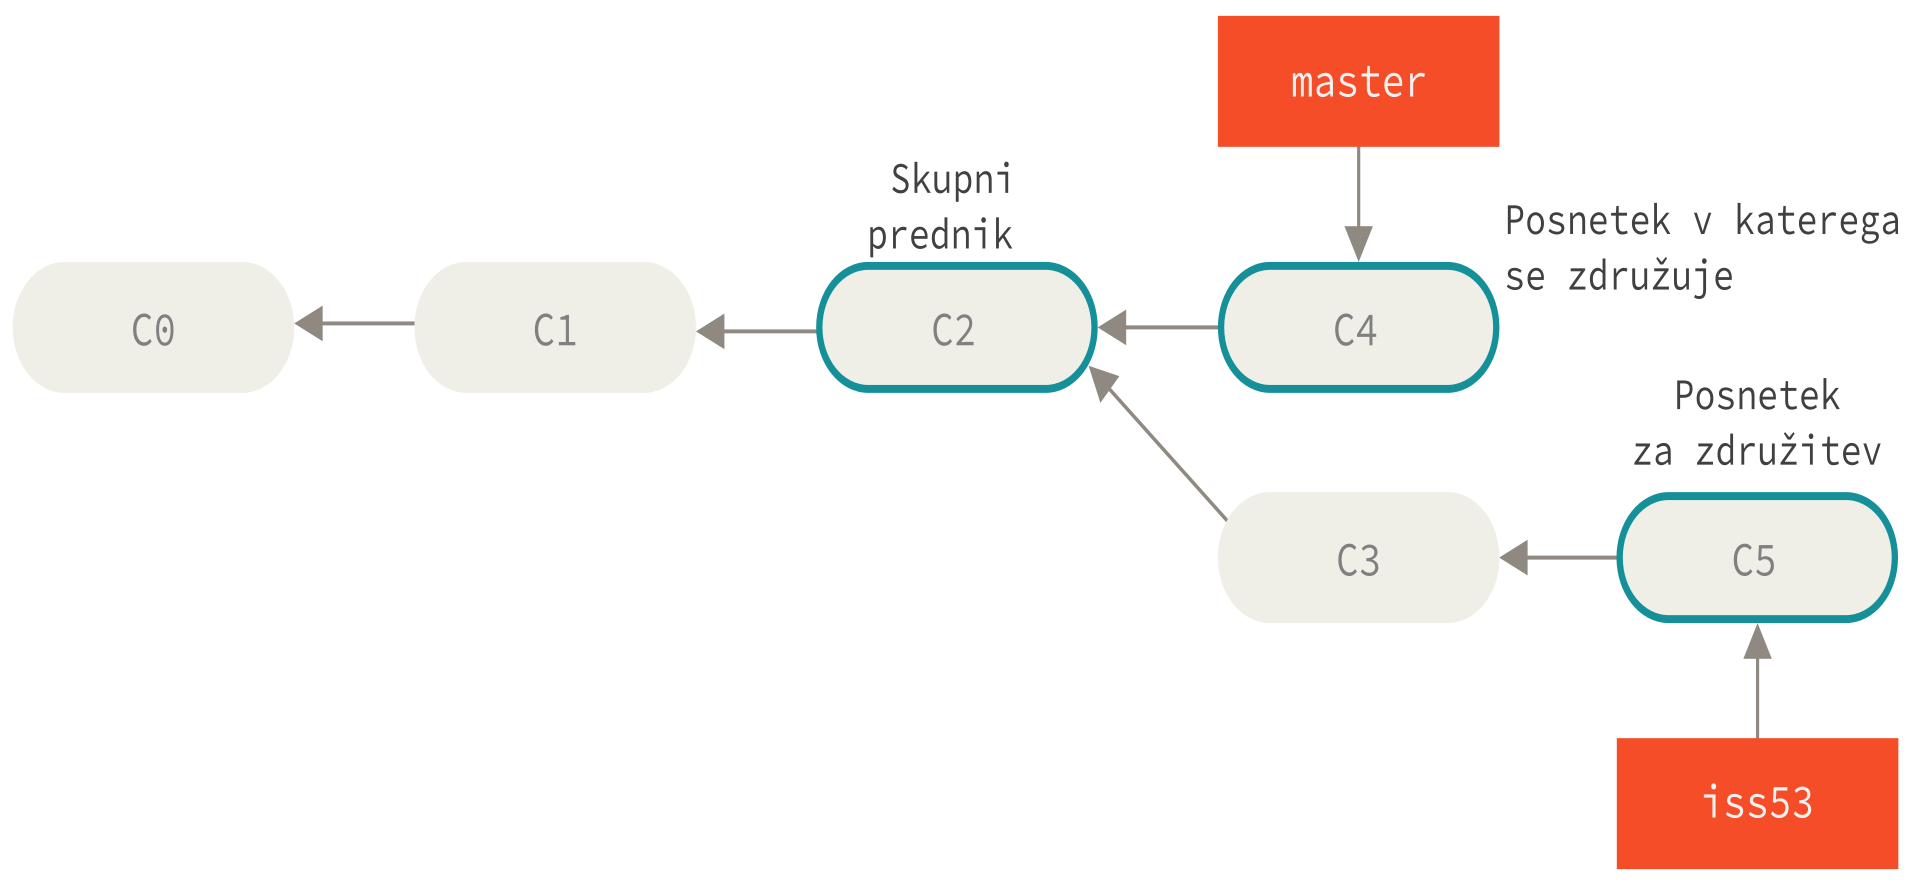 master
Skupni
prednik
Posnetek v katerega
se združuje
C0
C1
C2
C4
Posnetek
za združitev
C3
C5
iss53